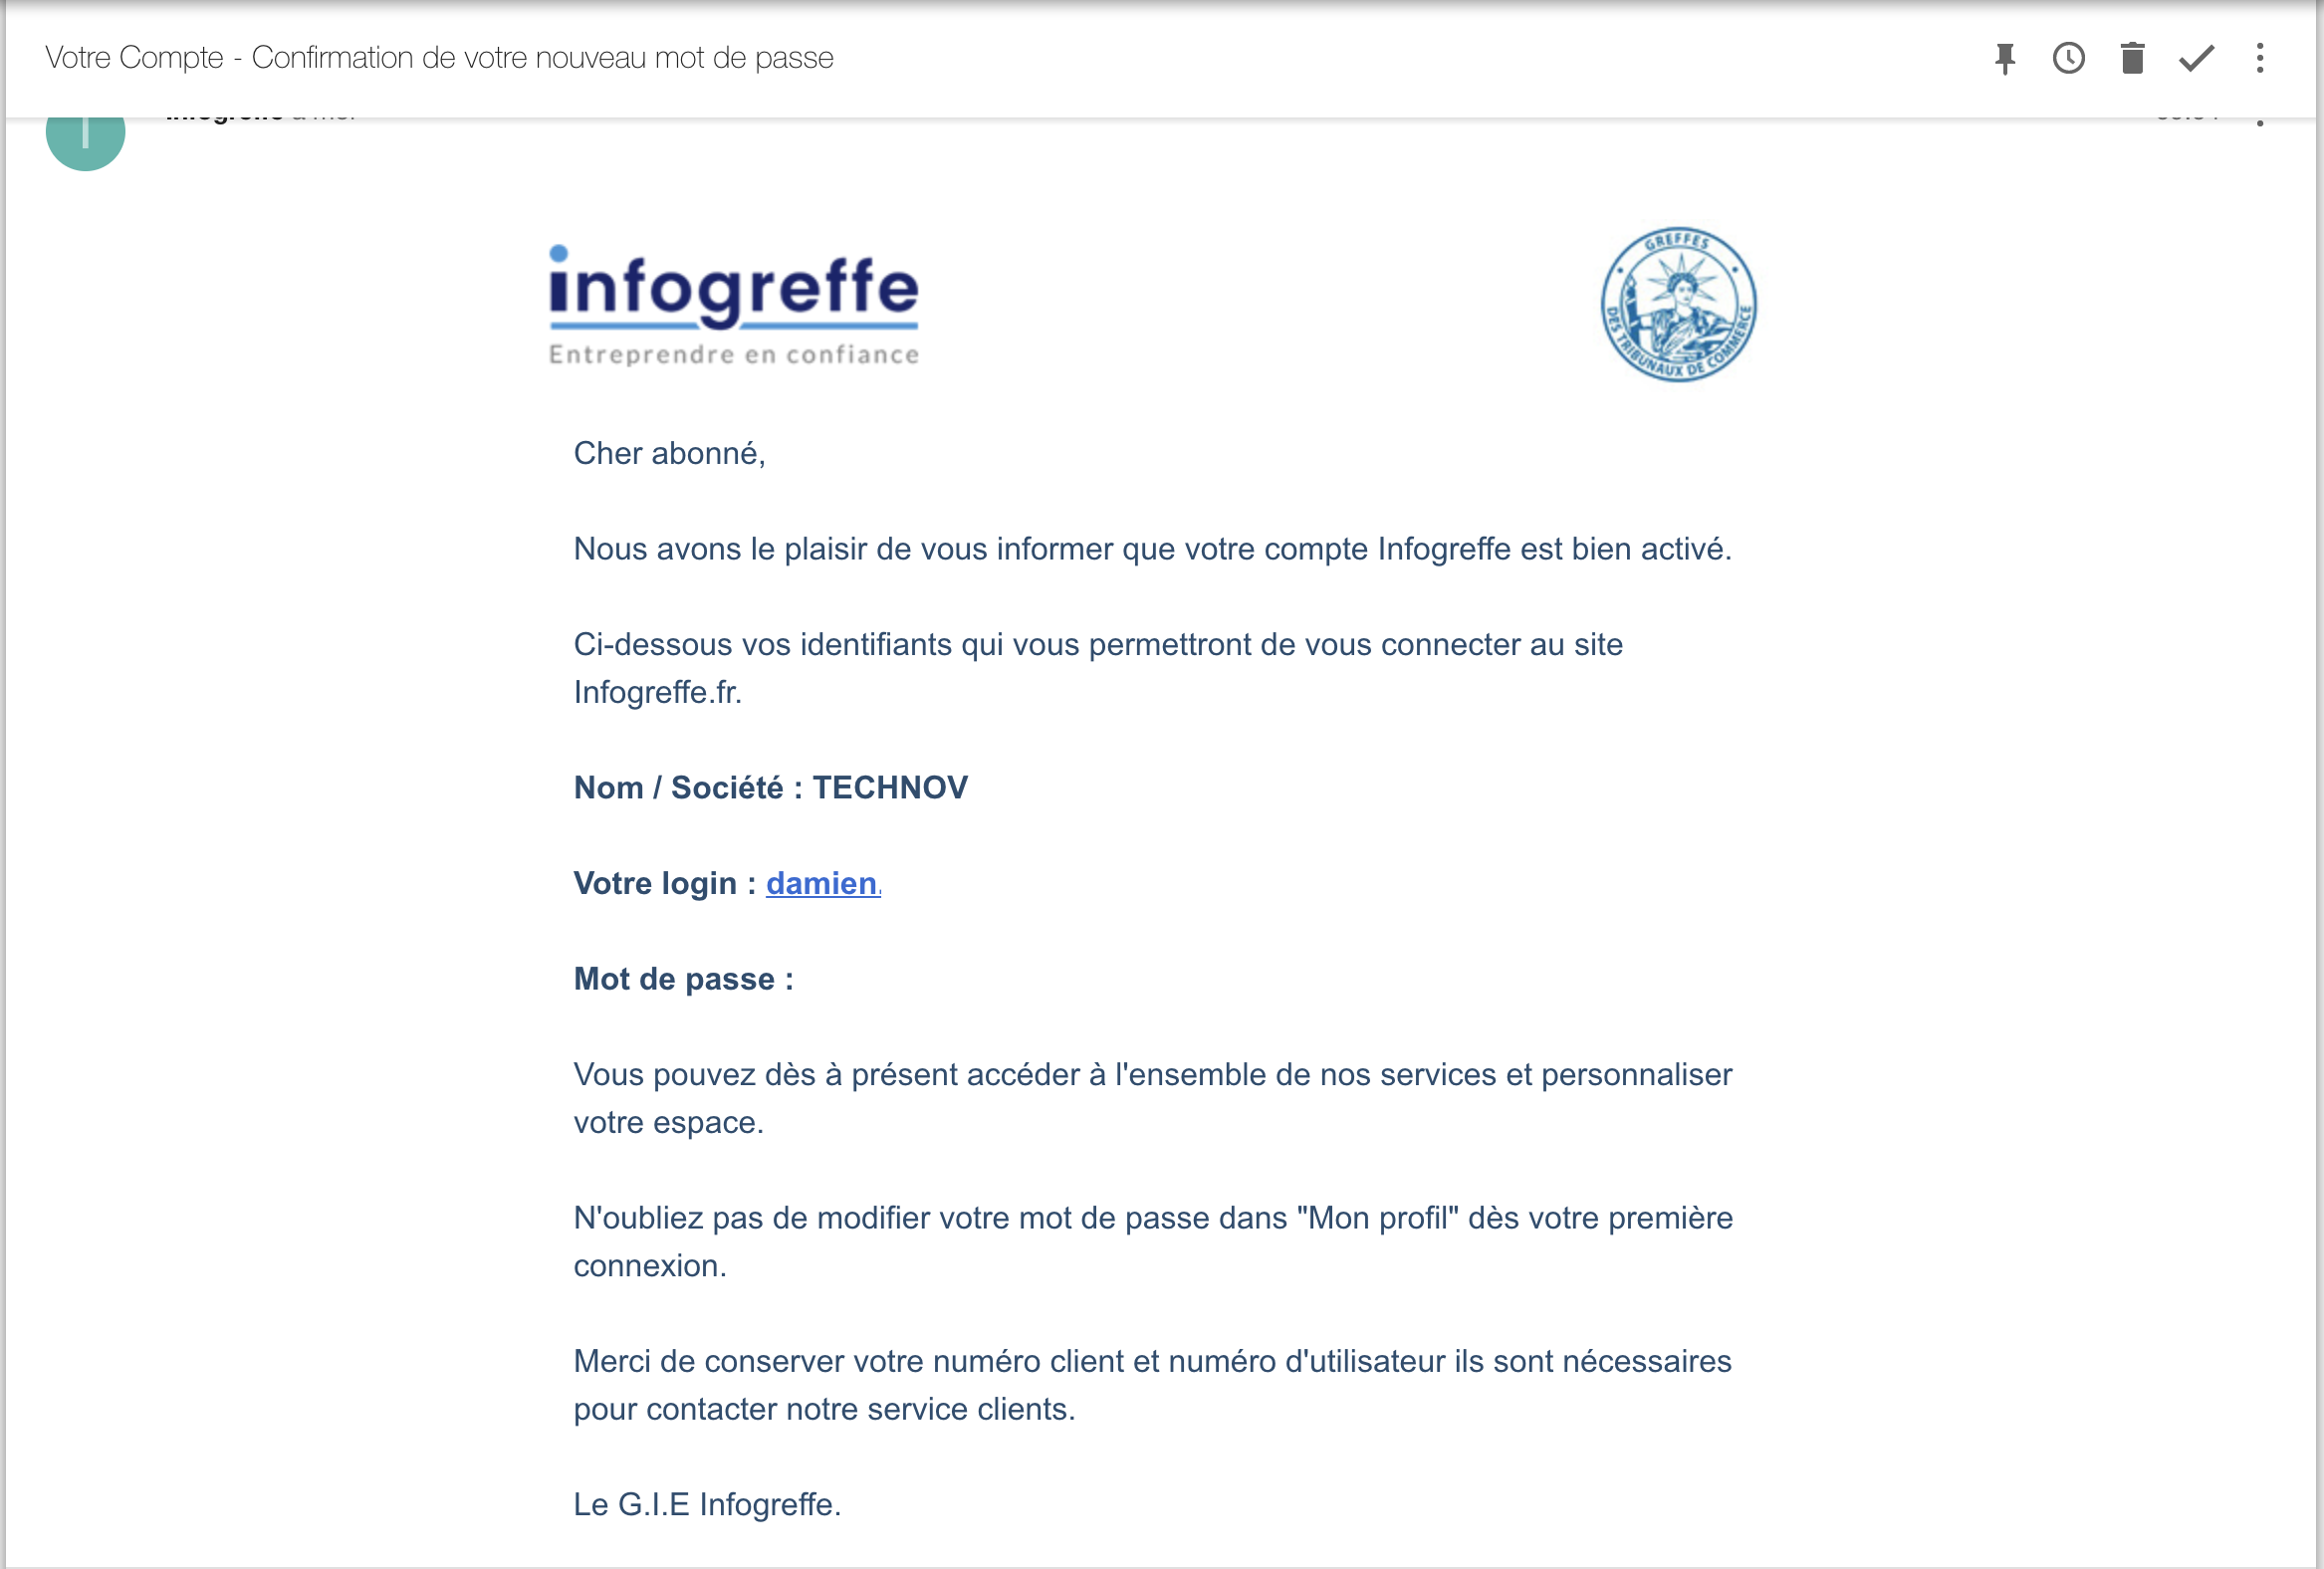 Votre Compte - Confirmation de votre nouveau mot de passe
infogreffe
Entreprendre en confiance
GREFFES
DES TRIBUNAUX DE COMMERCE
Cher abonné,
Nous avons le plaisir de vous informer que votre compte Infogreffe est bien activé.
Ci-dessous vos identifiants qui vous permettront de vous connecter au site
Infogreffe.fr.
Nom / Société : TECHNOV
Votre login : damien.
Mot de passe :
Vous pouvez dès à présent accéder à l'ensemble de nos services et personnaliser
votre espace.
N'oubliez pas de modifier votre mot de passe dans "Mon profil" dès votre première
connexion.
Merci de conserver votre numéro client et numéro d'utilisateur ils sont nécessaires
pour contacter notre service clients.
Le G.I.E Infogreffe.